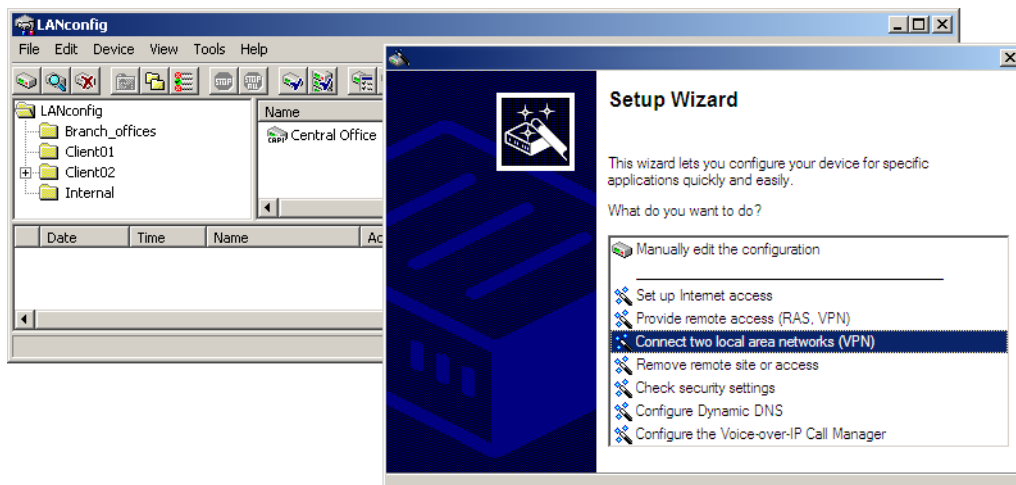 LANconfig
File Edit Device View Tools Help
STOP STOP
LANconfig
Branch_offices
Client01
Client02
Internal
Name
CAPI Central Office
Date Time Name Ac
Setup Wizard
This wizard lets you configure your device for specific
applications quickly and easily.
What do you want to do?
Manually edit the configuration
Set up Internet access
Provide remote access (RAS, VPN)
Connect two local area networks (VPN)
Remove remote site or access
Check security settings
Configure Dynamic DNS
Configure the Voice-over-IP Call Manager